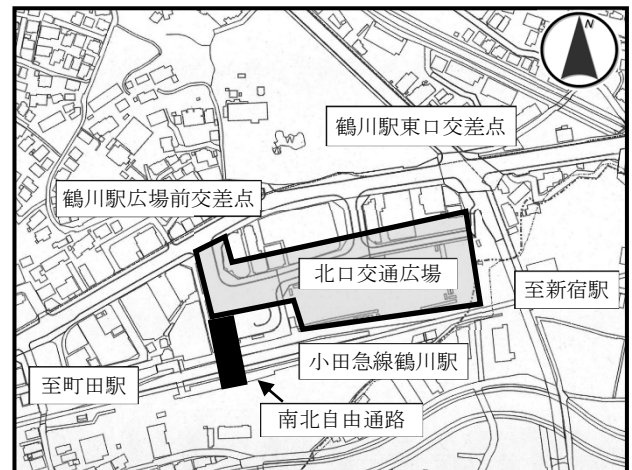 N
鶴川駅東口交差点
鶴川駅広場前交差点
北口交通広場
至新宿駅
小田急線鶴川駅
至町田駅
南北自由通路